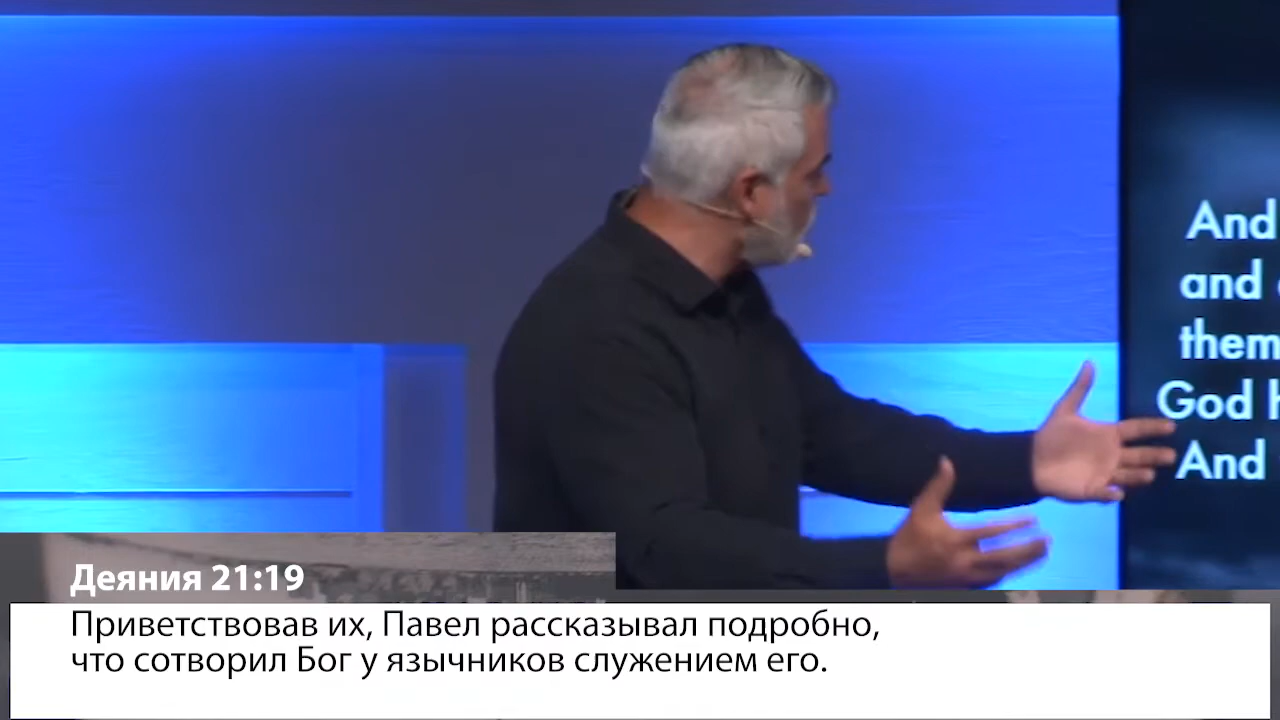 And
and
them
God h
And
Деяния 21:19
Приветствовав их, Павел рассказывал подробно,
что сотворил Бог у язычников служением его.